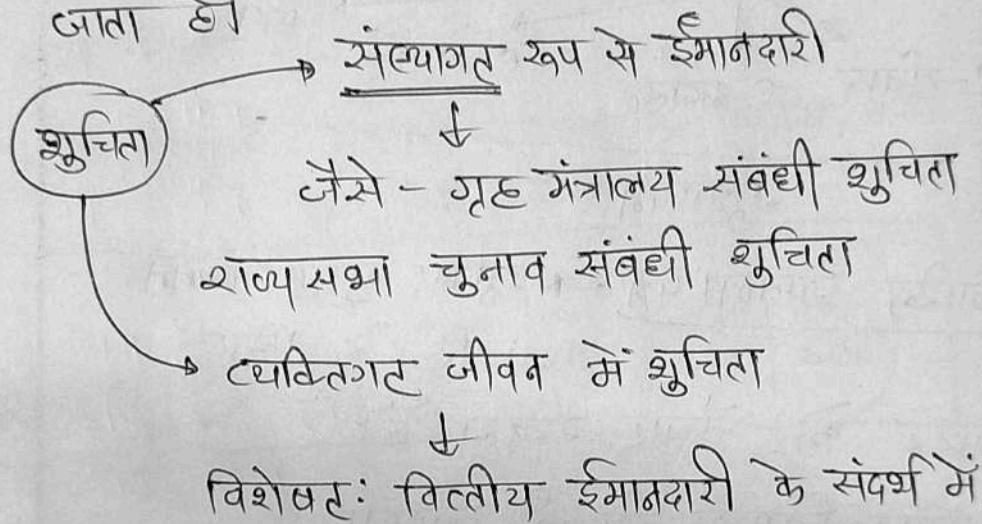 जाता है।
संस्थागत रूप से ईमानदारी
शुचिता
जैसे - गृह मंत्रालय संबंधी शुचिता
राज्यसभा चुनाव संबंधी शुचिता
व्यक्तिगत जीवन में शुचिता
विशेषत: वित्तीय ईमानदारी के संदर्भ में